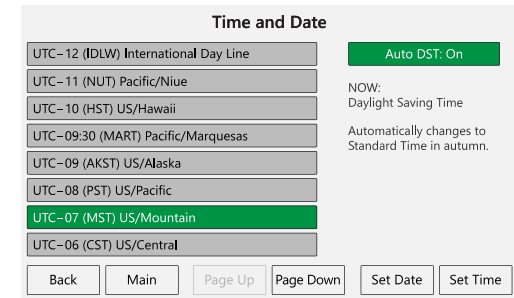 Time and Date
UTC–12 (IDLW) International Day Line
UTC–11 (NUT) Pacific/Niue
UTC–10 (HST) US/Hawaii
UTC–09:30 (MART) Pacific/Marquesas
UTC–09 (AKST) US/Alaska
UTC–08 (PST) US/Pacific
UTC–07 (MST) US/Mountain
UTC–06 (CST) US/Central
Auto DST: On
NOW:
Daylight Saving Time
Automatically changes to
Standard Time in autumn.
Back Main Page Up Page Down Set Date Set Time